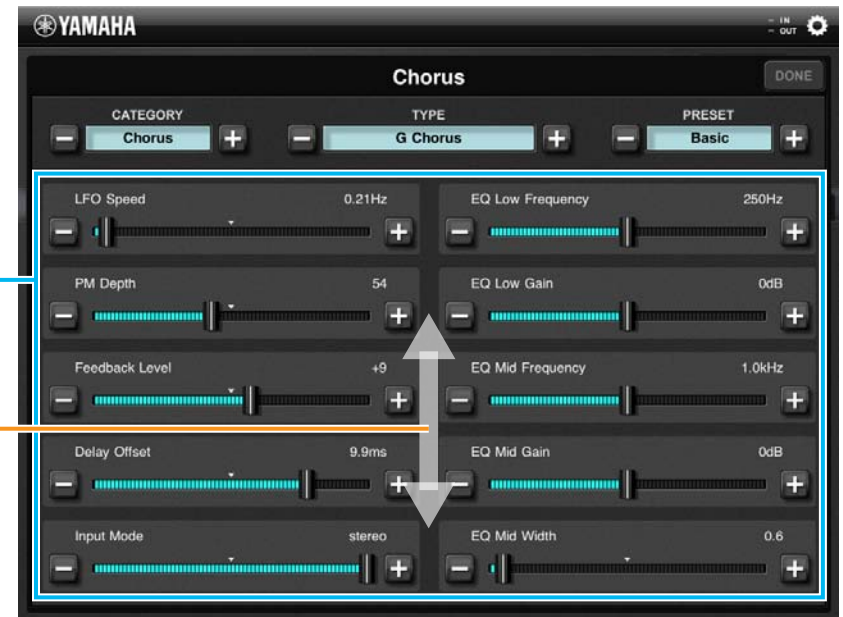 YAMAHA
IN
OUT
Chorus
DONE
CATEGORY
TYPE
PRESET
Chorus
G Chorus
Basic
LFO Speed 0.21Hz
EQ Low Frequency 250Hz
PM Depth 54
EQ Low Gain 0dB
Feedback Level +9
EQ Mid Frequency 1.0kHz
Delay Offset 9.9ms
EQ Mid Gain 0dB
Input Mode stereo
EQ Mid Width 0.6